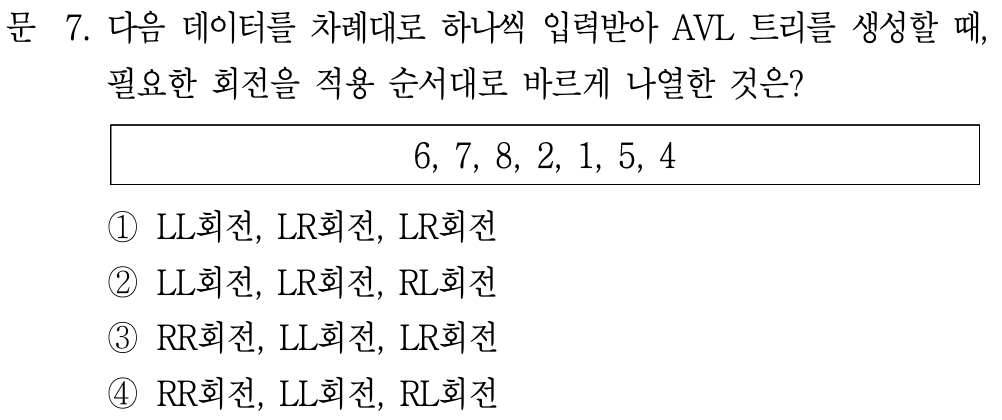 문 7. 다음 데이터를 차례대로 하나씩 입력받아 AVL 트리를 생성할 때,
필요한 회전을 적용 순서대로 바르게 나열한 것은?
6, 7, 8, 2, 1, 5, 4
① LL회전, LR회전, LR회전
② LL회전, LR회전, RL회전
③ RR회전, LL회전, LR회전
④ RR회전, LL회전, RL회전